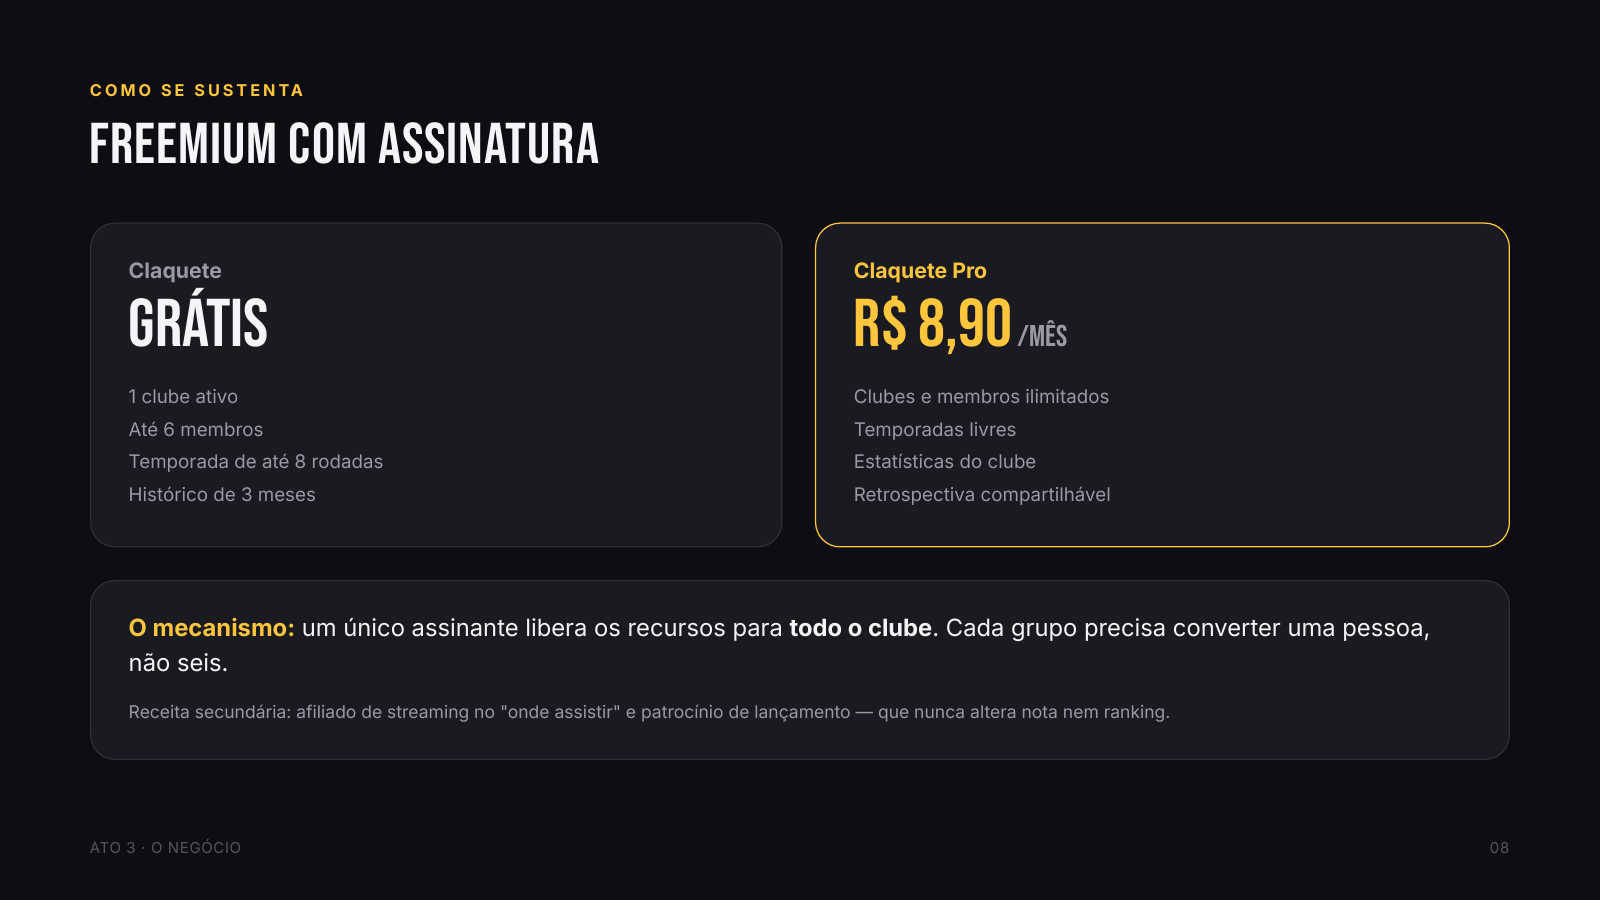 COMO SE SUSTENTA
FREEMIUM COM ASSINATURA
Claquete
GRÁTIS
1 clube ativo
Até 6 membros
Temporada de até 8 rodadas
Histórico de 3 meses
Claquete Pro
R$ 8,90 /MÊS
Clubes e membros ilimitados
Temporadas livres
Estatísticas do clube
Retrospectiva compartilhável
O mecanismo: um único assinante libera os recursos para todo o clube. Cada grupo precisa converter uma pessoa,
não seis.
Receita secundária: afiliado de streaming no "onde assistir" e patrocínio de lançamento — que nunca altera nota nem ranking.
ATO 3 · O NEGÓCIO
08